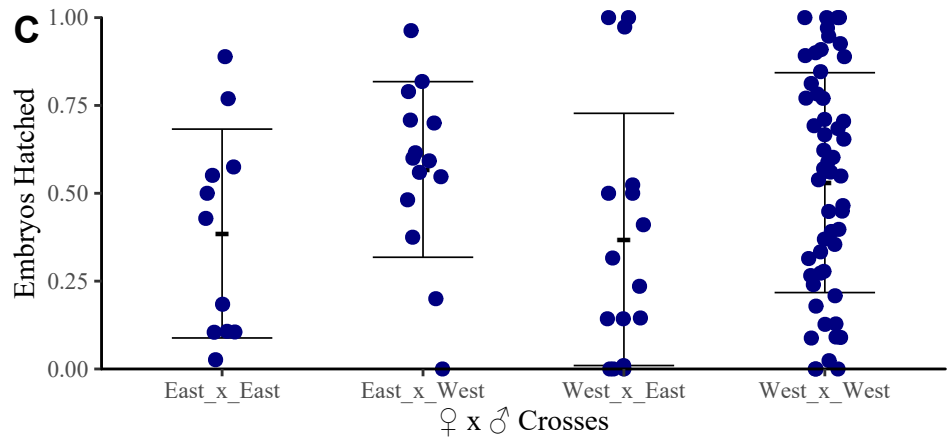 C
1.00
0.75
0.50
0.25
0.00
Embryos Hatched
East_x_East East_x_West West_x_East West_x_West
♀ x ♂ Crosses